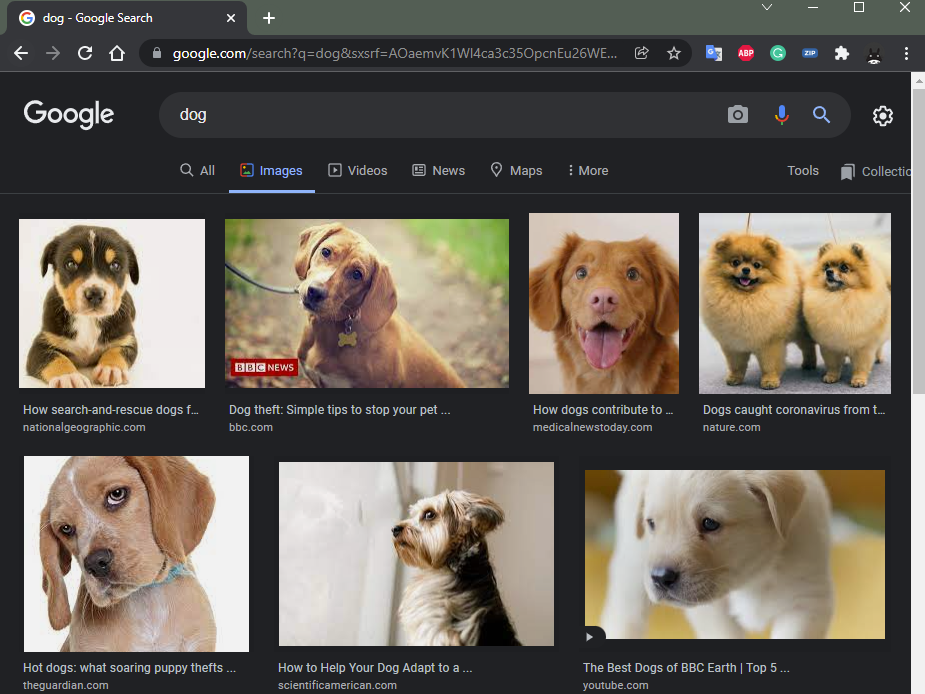 dog - Google Search
google.com/search?q=dog&sxsrf=AOaemvK1Wl4ca3c35OpcnEu26WE...
ABP
ZIP
Google
dog
All
Images
Videos
News
Maps
More
Tools
Collectio
BBC NEWS
How search-and-rescue dogs f...
nationalgeographic.com
Dog theft: Simple tips to stop your pet ...
bbc.com
How dogs contribute to ...
medicalnewstoday.com
Dogs caught coronavirus from t...
nature.com
Hot dogs: what soaring puppy thefts ...
theguardian.com
How to Help Your Dog Adapt to a ...
scientificamerican.com
The Best Dogs of BBC Earth | Top 5 ...
youtube.com